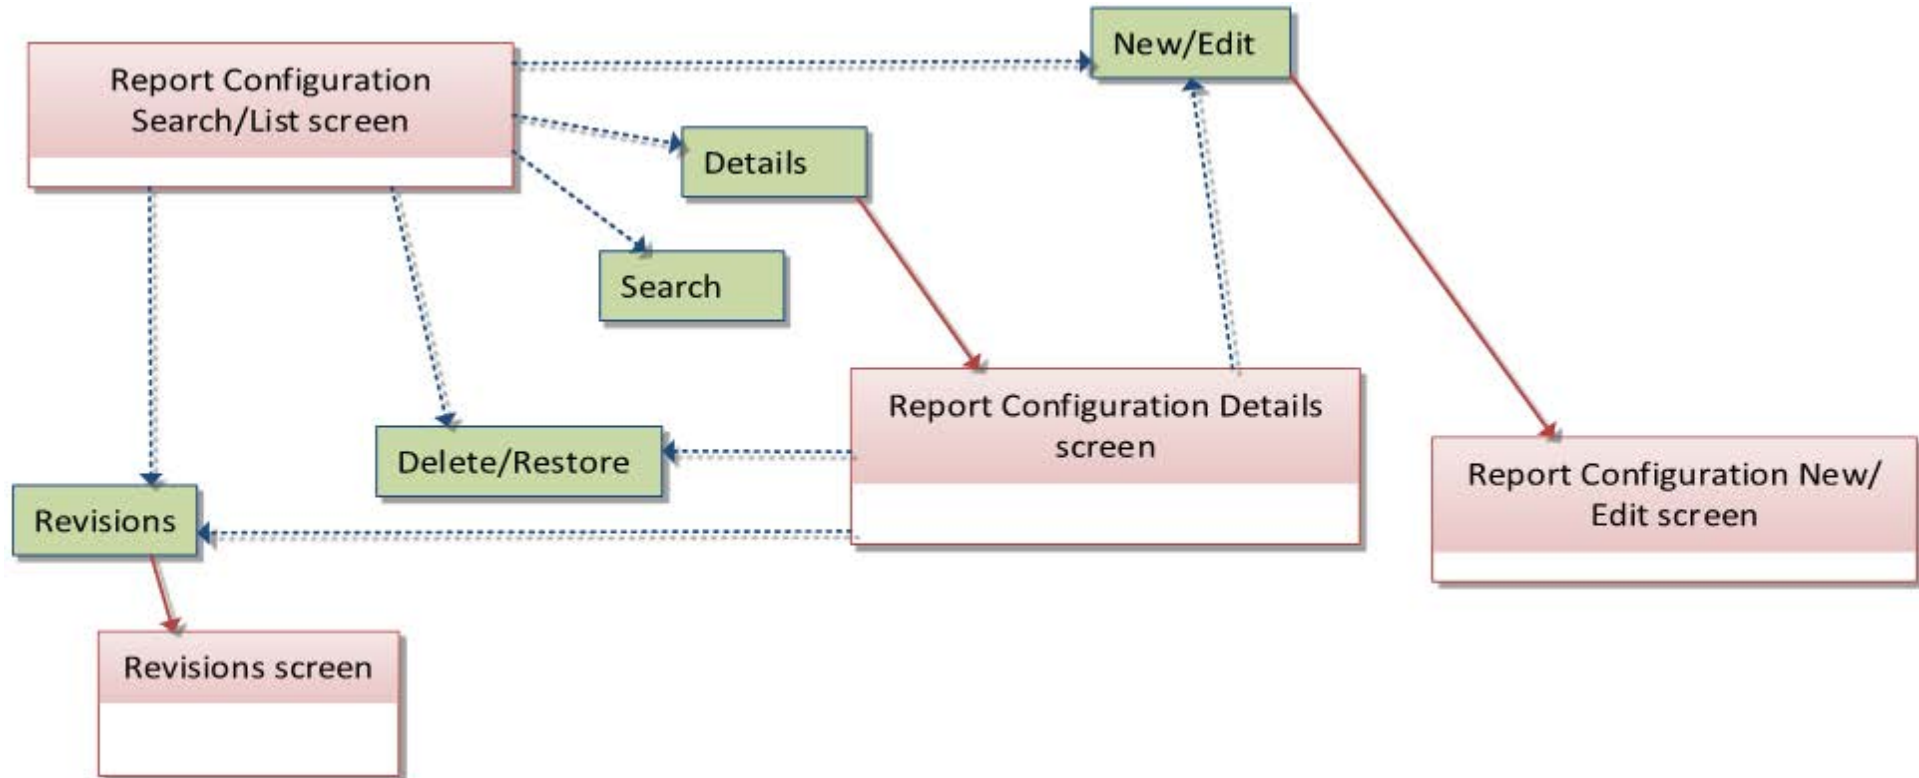 New/Edit
Report Configuration
Search/List screen
Details
Search
Report Configuration Details
screen
Delete/Restore
Report Configuration New/
Edit screen
Revisions
Revisions screen